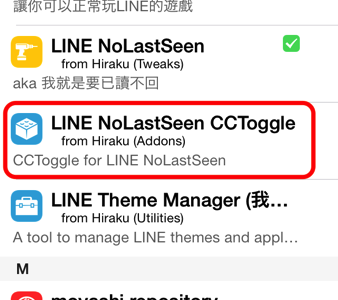 讓你可以正常玩LINE的遊戲
LINE NoLastSeen
from Hiraku (Tweaks)
aka 我就是要已讀不回
LINE NoLastSeen CCToggle
from Hiraku (Addons)
CCToggle for LINE NoLastSeen
LINE Theme Manager (我…
from Hiraku (Utilities)
A tool to manage LINE themes and appl…
M
moyashi repository